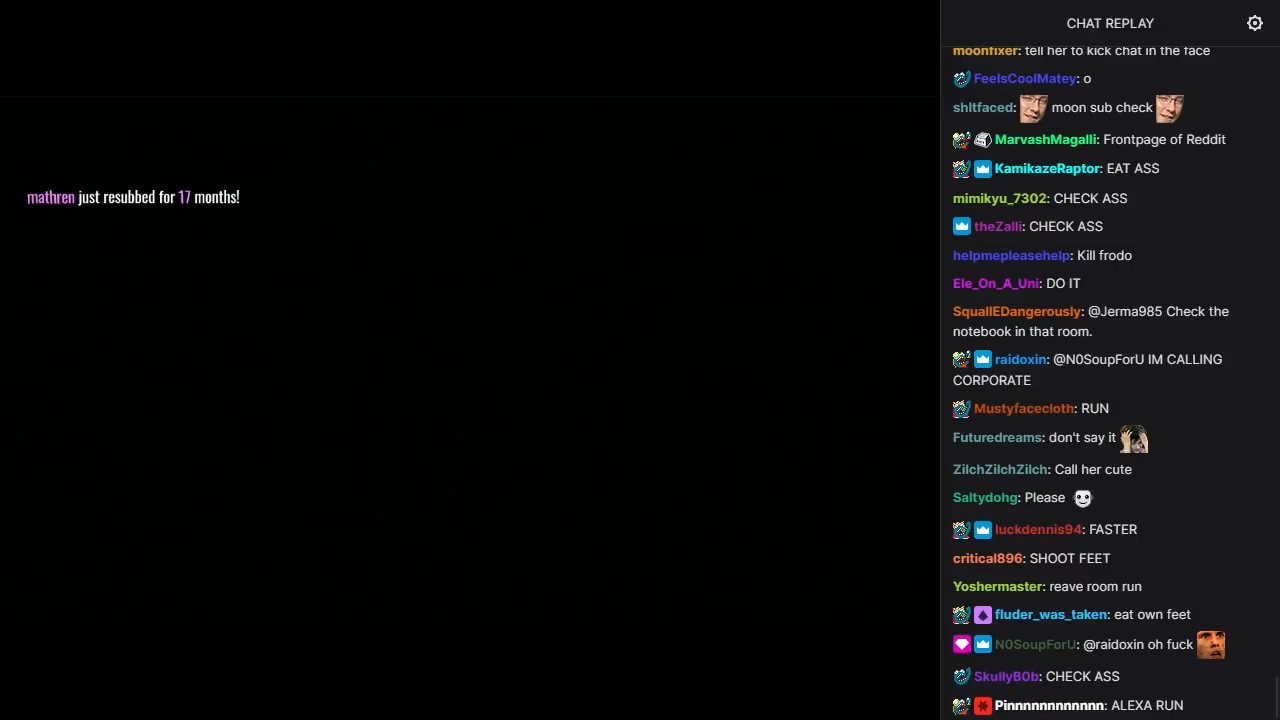 CHAT REPLAY
moonfixer: tell her to kick chat in the face
FeelsCoolMatey: o
shltfaced: moon sub check
MarvashMagalli: Frontpage of Reddit
mathren just resubbed for 17 months!
KamikazeRaptor: EAT ASS
mimikyu_7302: CHECK ASS
theZalli: CHECK ASS
helpmepleasehelp: Kill frodo
Ele_On_A_Uni: DO IT
SquallEDangerously: @Jerma985 Check the
notebook in that room.
raidoxin: @N0SoupForU IM CALLING
CORPORATE
Mustyfacecloth: RUN
Futuredreams: don't say it
ZilchZilchZilch: Call her cute
Saltydohg: Please
luckdennis94: FASTER
critical896: SHOOT FEET
Yoshermaster: reave room run
fluder_was_taken: eat own feet
N0SoupForU: @raidoxin oh fuck
SkullyB0b: CHECK ASS
Pinnnnnnnnnnnn: ALEXA RUN